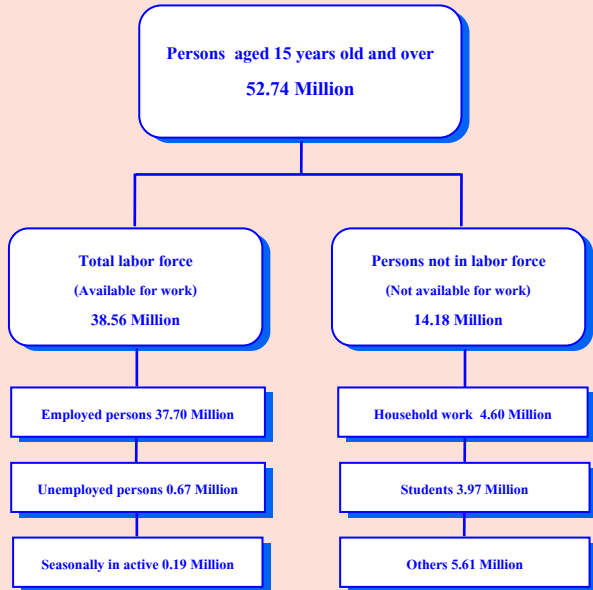 Persons aged 15 years old and over
52.74 Million
Total labor force
(Available for work)
38.56 Million
Persons not in labor force
(Not available for work)
14.18 Million
Employed persons 37.70 Million
Unemployed persons 0.67 Million
Seasonally in active 0.19 Million
Household work 4.60 Million
Students 3.97 Million
Others 5.61 Million